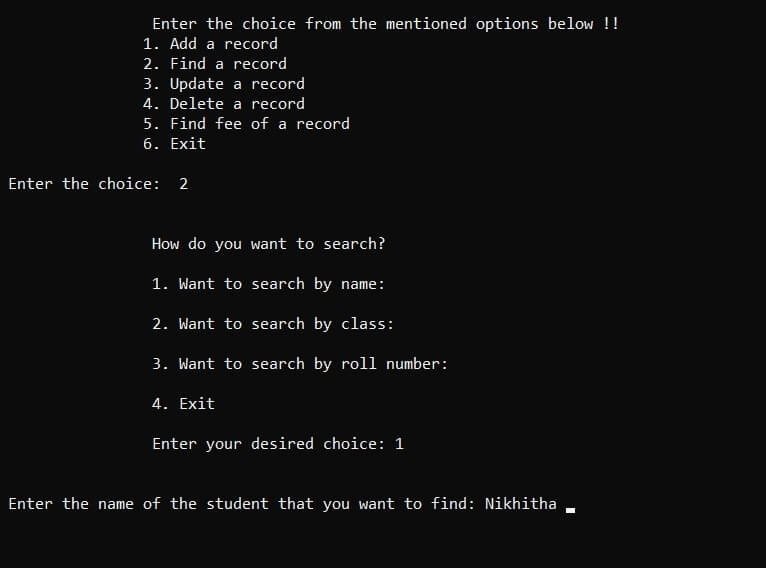 Enter the choice from the mentioned options below !!
1. Add a record
2. Find a record
3. Update a record
4. Delete a record
5. Find fee of a record
6. Exit
Enter the choice:  2
How do you want to search?
1. Want to search by name:
2. Want to search by class:
3. Want to search by roll number:
4. Exit
Enter your desired choice: 1
Enter the name of the student that you want to find: Nikhitha